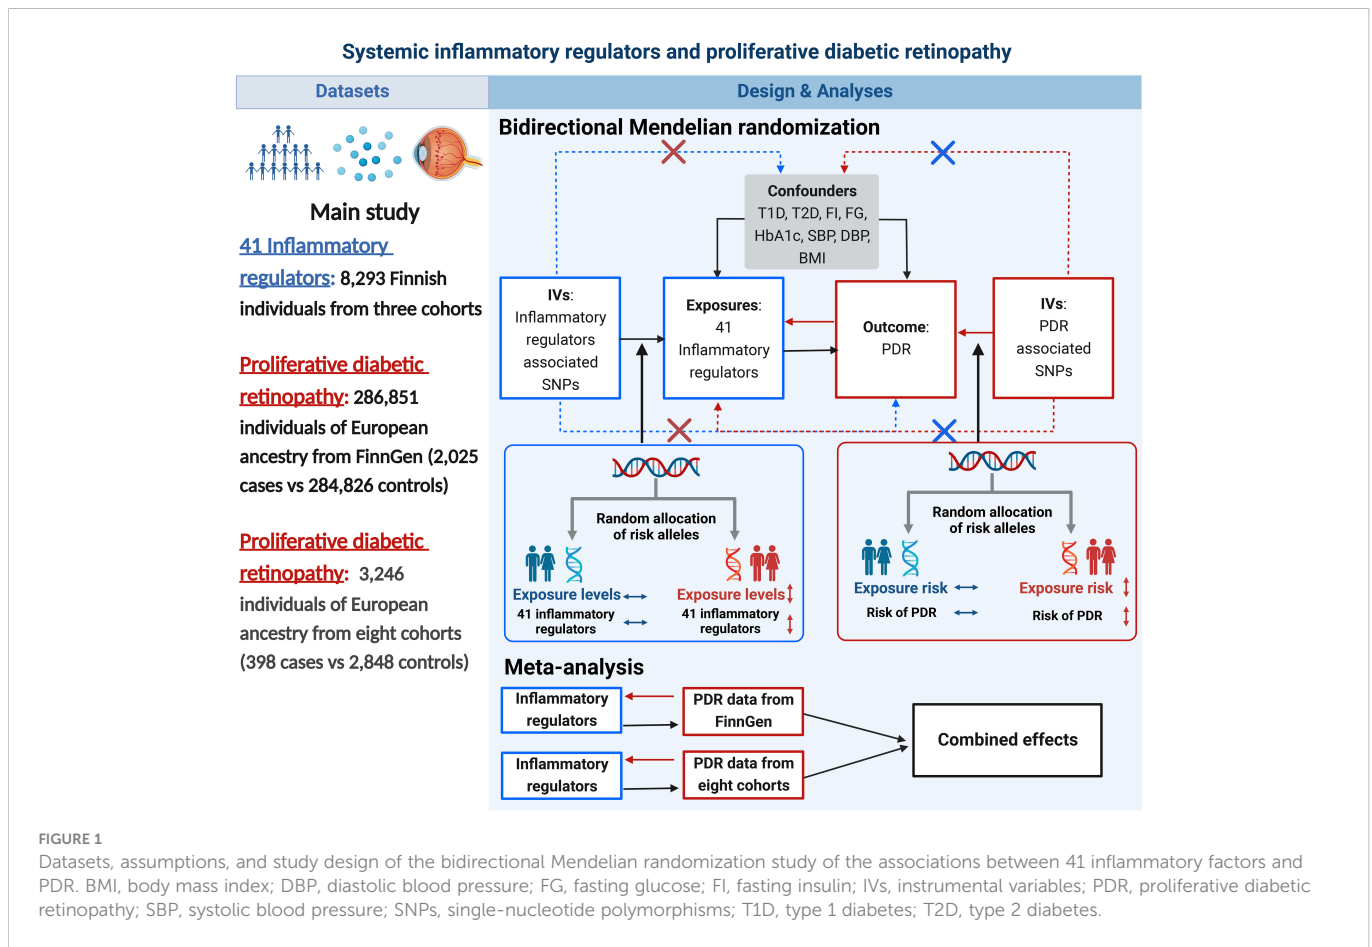 Systemic inflammatory regulators and proliferative diabetic retinopathy
Datasets
Main study
41 Inflammatory
regulators: 8,293 Finnish
individuals from three cohorts
Proliferative diabetic
retinopathy: 286,851
individuals of European
ancestry from FinnGen (2,025
cases vs 284,826 controls)
Proliferative diabetic
retinopathy: 3,246
individuals of European
ancestry from eight cohorts
(398 cases vs 2,848 controls)
Design & Analyses
Bidirectional Mendelian randomization
Confounders
T1D, T2D, FI, FG,
HbA1c, SBP, DBP,
BMI
IVs:
Inflammatory
regulators
associated
SNPs
Exposures:
41
Inflammatory
regulators
Outcome:
PDR
IVs:
PDR
associated
SNPs
Random allocation
of risk alleles
Exposure levels
41 inflammatory
regulators
Exposure levels
41 inflammatory
regulators
Random allocation
of risk alleles
Exposure risk
Risk of PDR
Exposure risk
Risk of PDR
Meta-analysis
Inflammatory
regulators
PDR data from
FinnGen
Inflammatory
regulators
PDR data from
eight cohorts
Combined effects
FIGURE 1
Datasets, assumptions, and study design of the bidirectional Mendelian randomization study of the associations between 41 inflammatory factors and
PDR. BMI, body mass index; DBP, diastolic blood pressure; FG, fasting glucose; FI, fasting insulin; IVs, instrumental variables; PDR, proliferative diabetic
retinopathy; SBP, systolic blood pressure; SNPs, single-nucleotide polymorphisms; T1D, type 1 diabetes; T2D, type 2 diabetes.